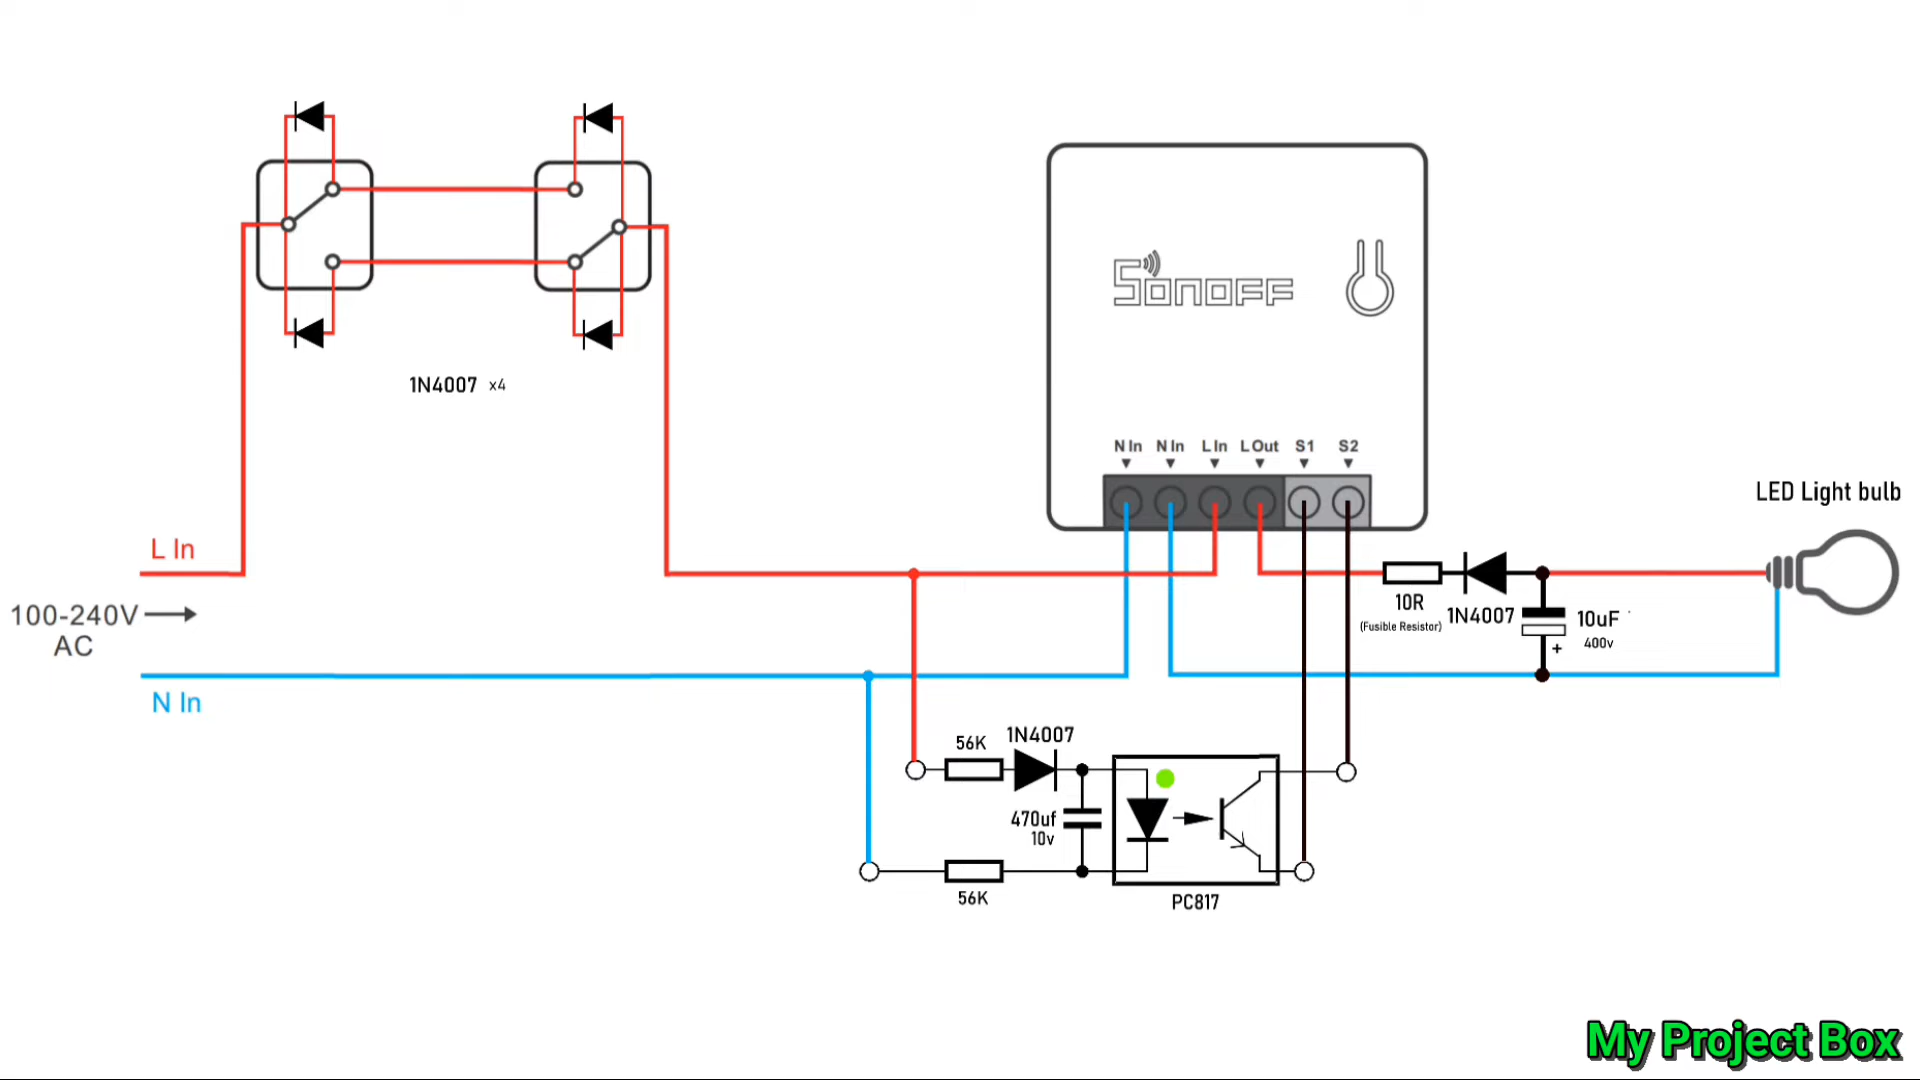 1N4007 x4
L In
100-240V
AC
N In
SONOFF
N In N In L In L Out S1 S2
LED Light bulb
10R
(Fusible Resistor)
1N4007
10uF
400v
+
56K
1N4007
470uf
10v
56K
PC817
My Project Box